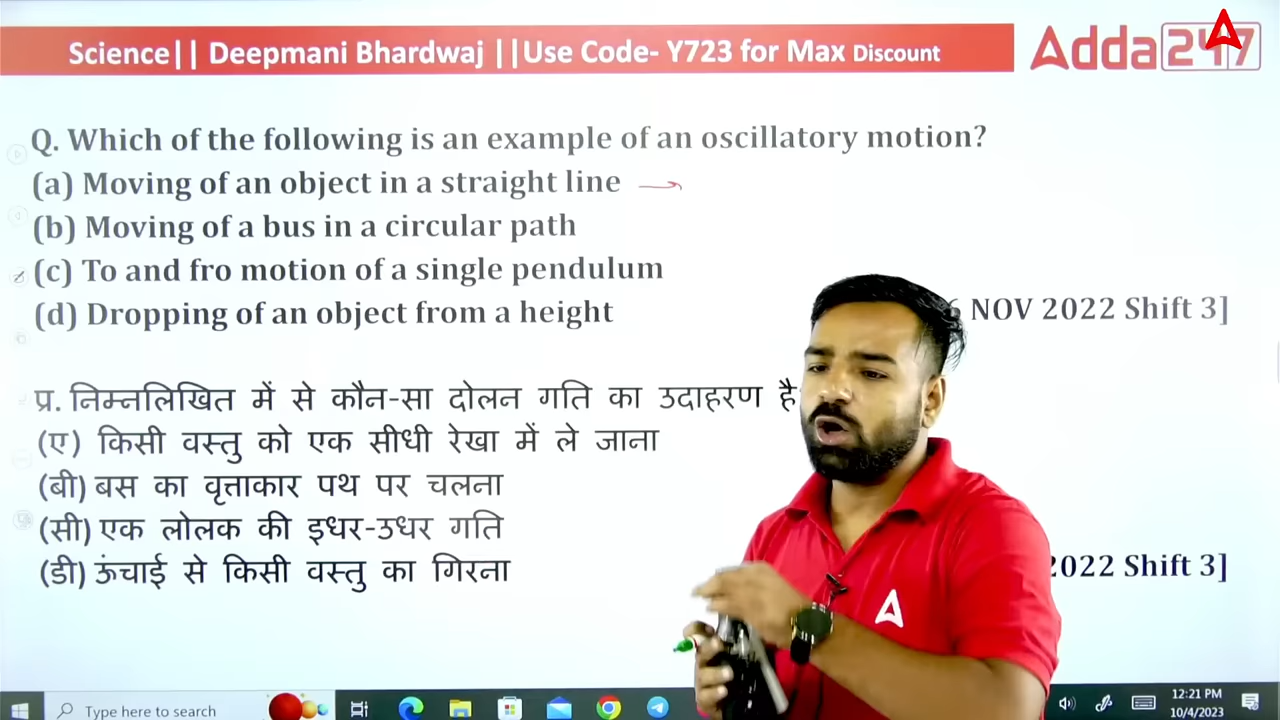 Science|| Deepmani Bhardwaj ||Use Code- Y723 for Max Discount
Adda247
Q. Which of the following is an example of an oscillatory motion?
(a) Moving of an object in a straight line
(b) Moving of a bus in a circular path
(c) To and fro motion of a single pendulum
(d) Dropping of an object from a height
NOV 2022 Shift 3]
प्र. निम्नलिखित में से कौन-सा दोलन गति का उदाहरण है
(ए) किसी वस्तु को एक सीधी रेखा में ले जाना
(बी) बस का वृत्ताकार पथ पर चलना
(सी) एक लोलक की इधर-उधर गति
(डी) ऊंचाई से किसी वस्तु का गिरना
2022 Shift 3]
Type here to search
12:21 PM
10/4/2023